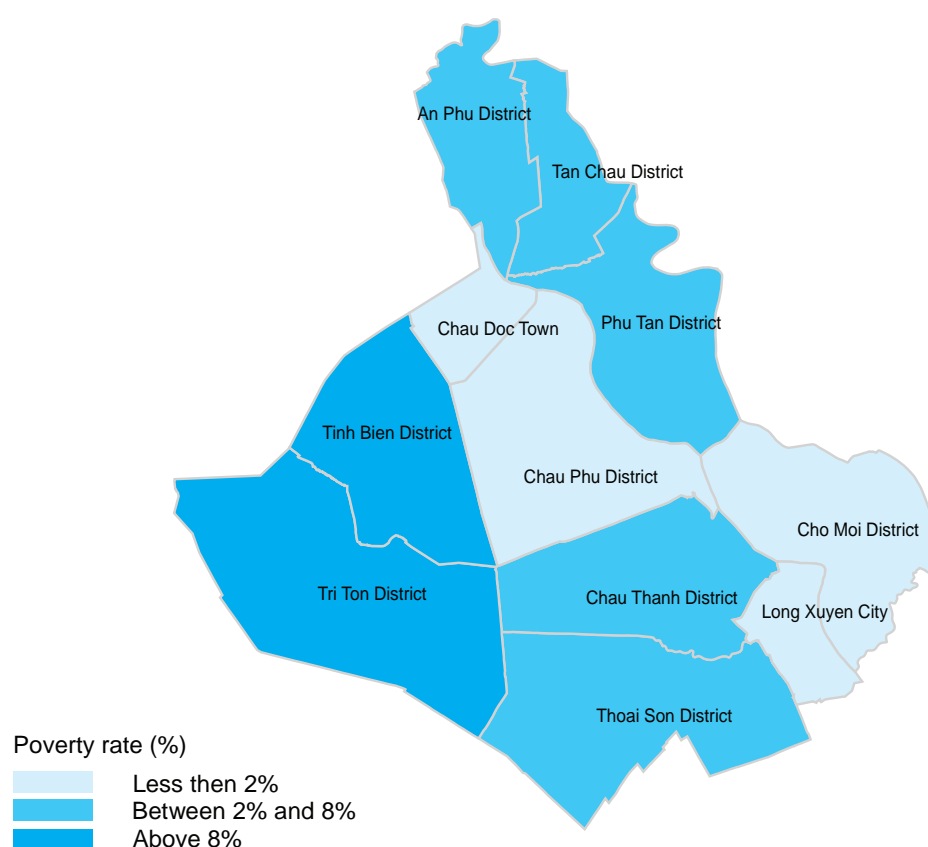 An Phu District
Tan Chau District
Phu Tan District
Chau Doc Town
Tinh Bien District
Chau Phu District
Cho Moi District
Tri Ton District
Chau Thanh District
Long Xuyen City
Thoai Son District
Poverty rate (%)
Less then 2%
Between 2% and 8%
Above 8%